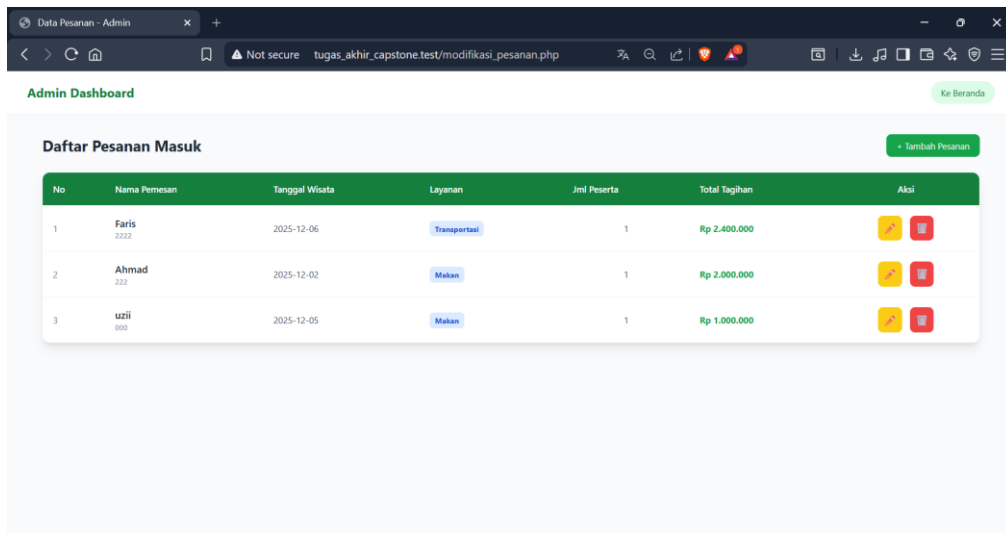 Data Pesanan - Admin
Not secure tugas_akhir_capstone.test/modifikasi_pesanan.php
Admin Dashboard
Ke Beranda
Daftar Pesanan Masuk
+ Tambah Pesanan
No Nama Pemesan Tanggal Wisata Layanan Jml Peserta Total Tagihan Aksi
1 Faris 2025-12-06 Transportasi 1 Rp 2.400.000
2222
2 Ahmad 2025-12-02 Makan 1 Rp 2.000.000
222
3 uzii 2025-12-05 Makan 1 Rp 1.000.000
000